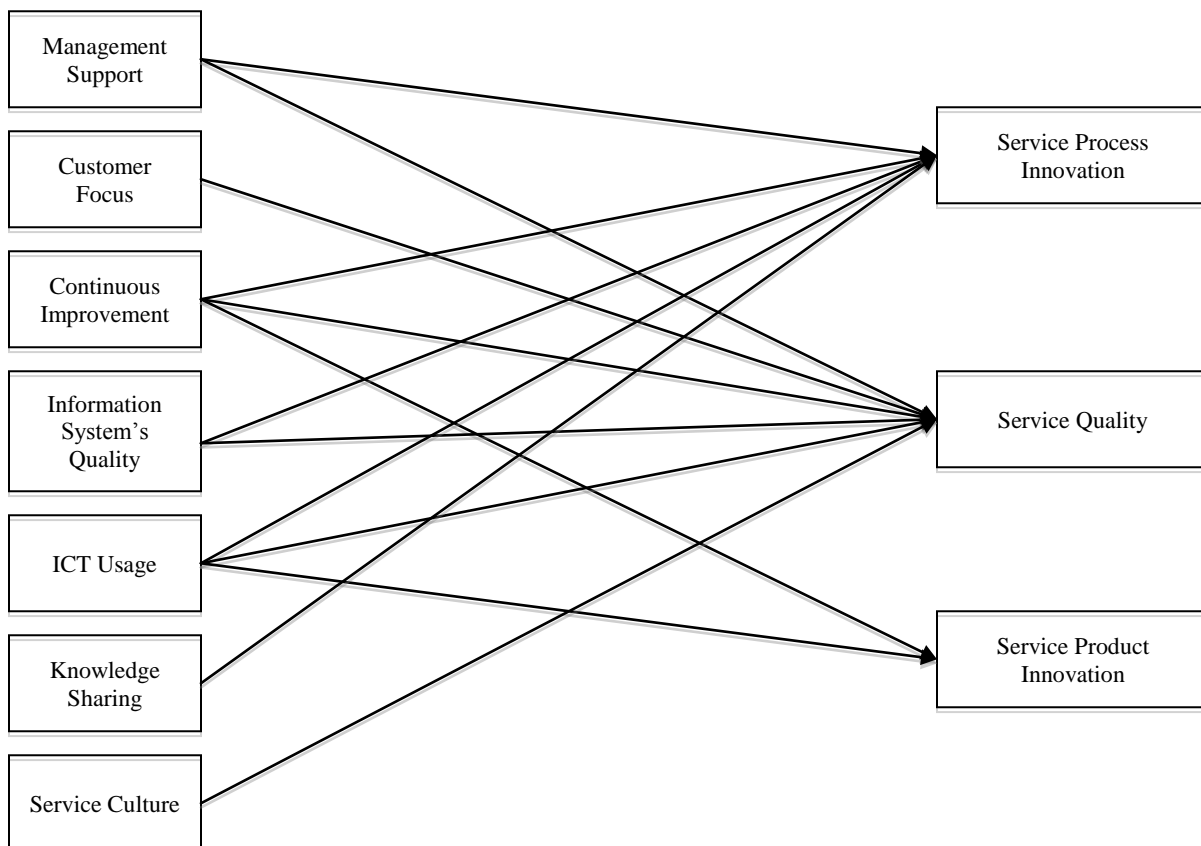 Management
Support
Customer
Focus
Continuous
Improvement
Information
System’s
Quality
ICT Usage
Knowledge
Sharing
Service Culture
Service Process
Innovation
Service Quality
Service Product
Innovation